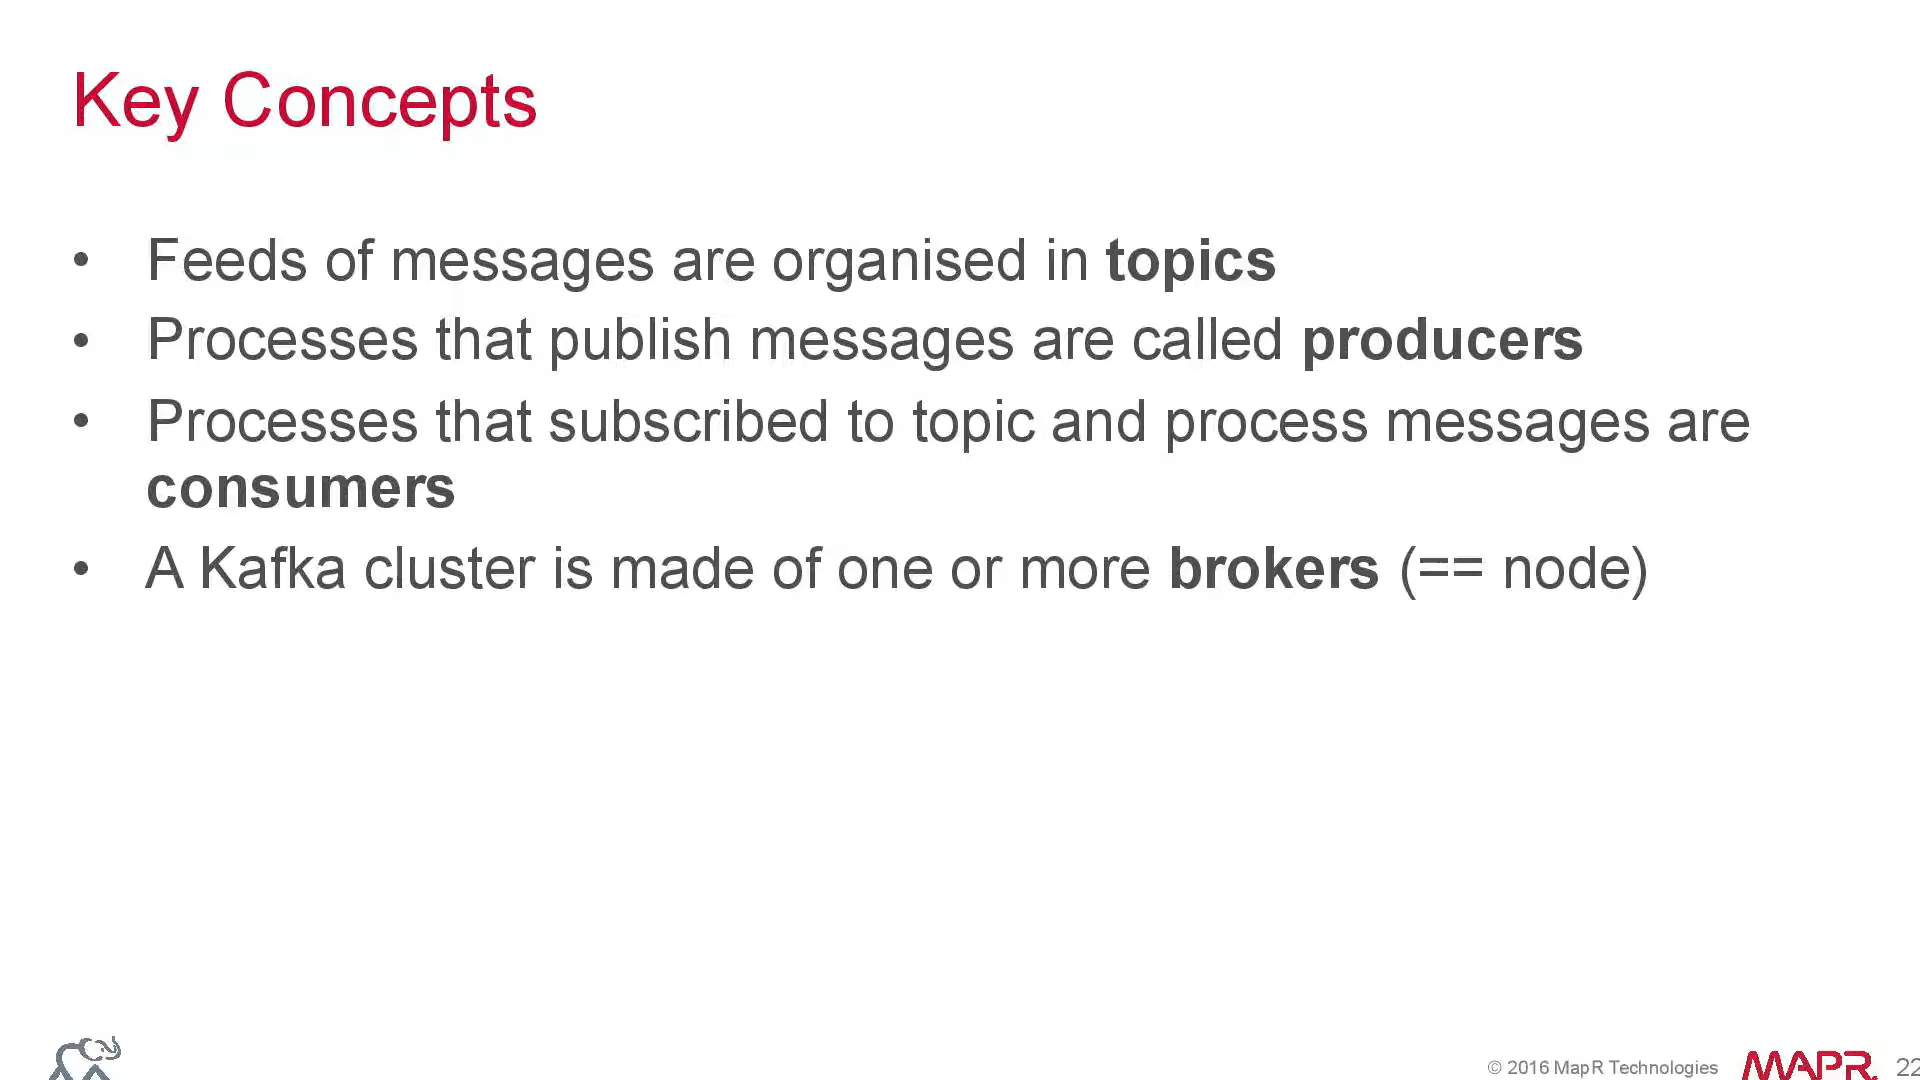 Key Concepts
• Feeds of messages are organised in topics
• Processes that publish messages are called producers
• Processes that subscribed to topic and process messages are
consumers
• A Kafka cluster is made of one or more brokers (== node)
© 2016 MapR Technologies MAPR. 22